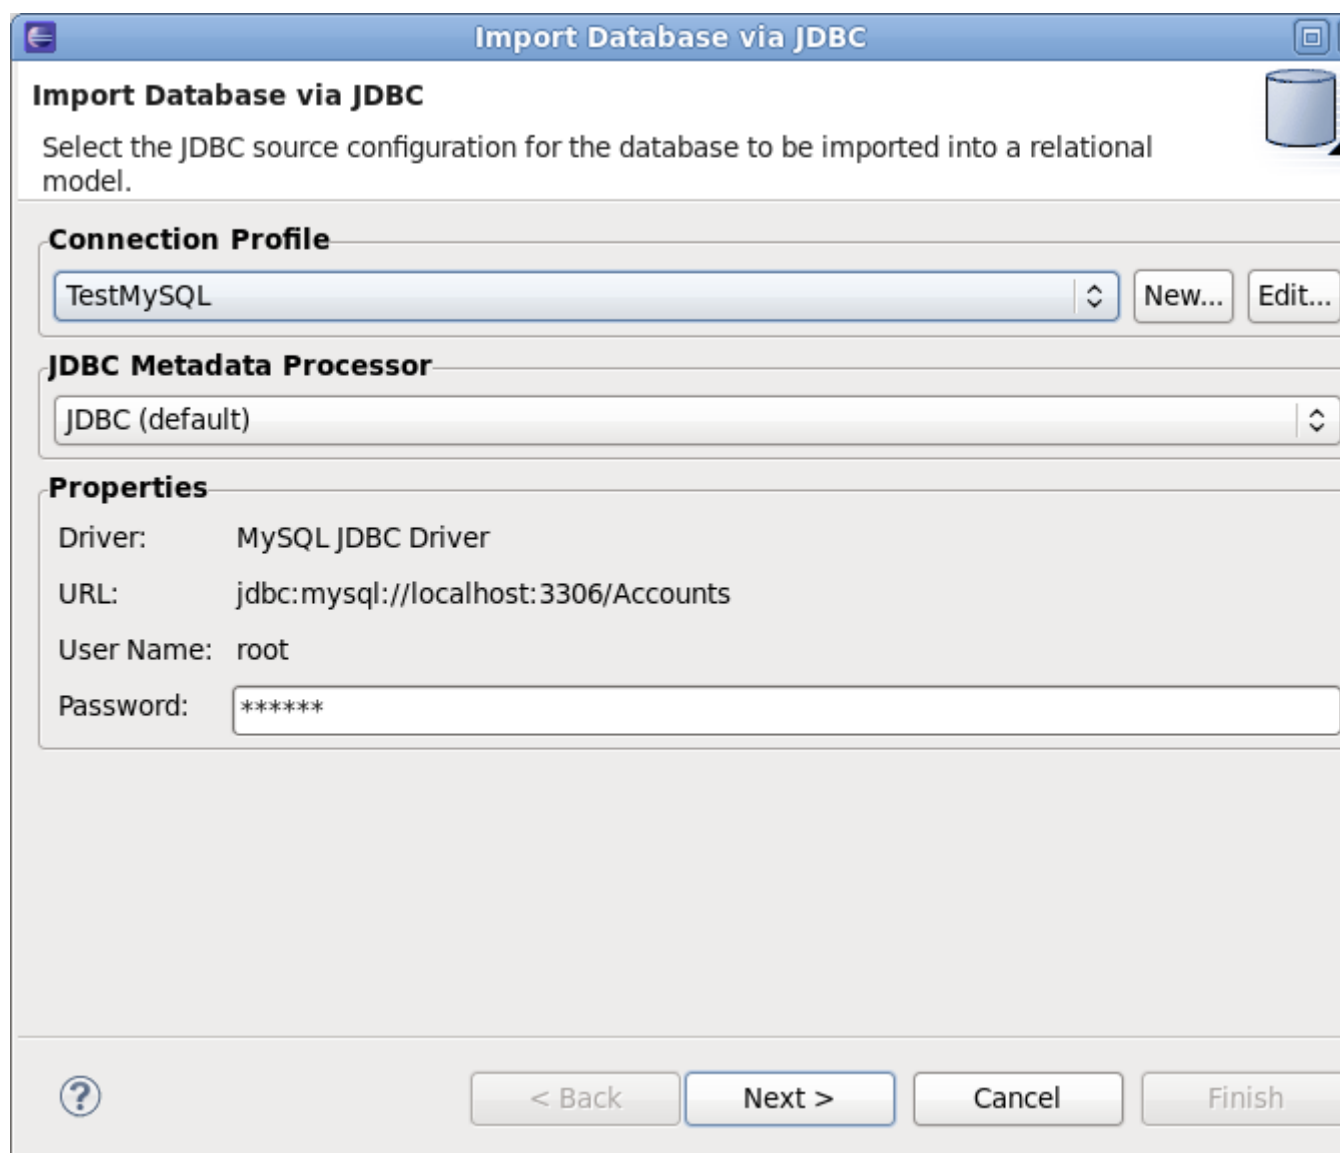 Import Database via JDBC
Import Database via JDBC
Select the JDBC source configuration for the database to be imported into a relational
model.
Connection Profile
TestMySQL
New...
Edit...
JDBC Metadata Processor
JDBC (default)
Properties
Driver: MySQL JDBC Driver
URL: jdbc:mysql://localhost:3306/Accounts
User Name: root
Password: ******
? < Back Next > Cancel Finish